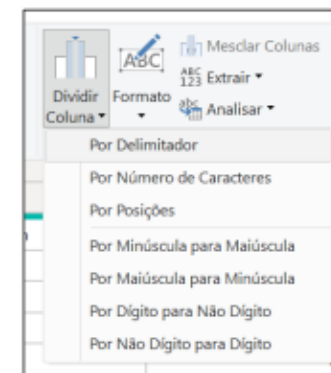 Mesclar Colunas
ABC
ABC
123 Extrair
Dividir
Coluna
Formato
abc
Analisar
Por Delimitador
Por Número de Caracteres
Por Posições
Por Minúscula para Maiúscula
Por Maiúscula para Minúscula
Por Dígito para Não Dígito
Por Não Dígito para Dígito